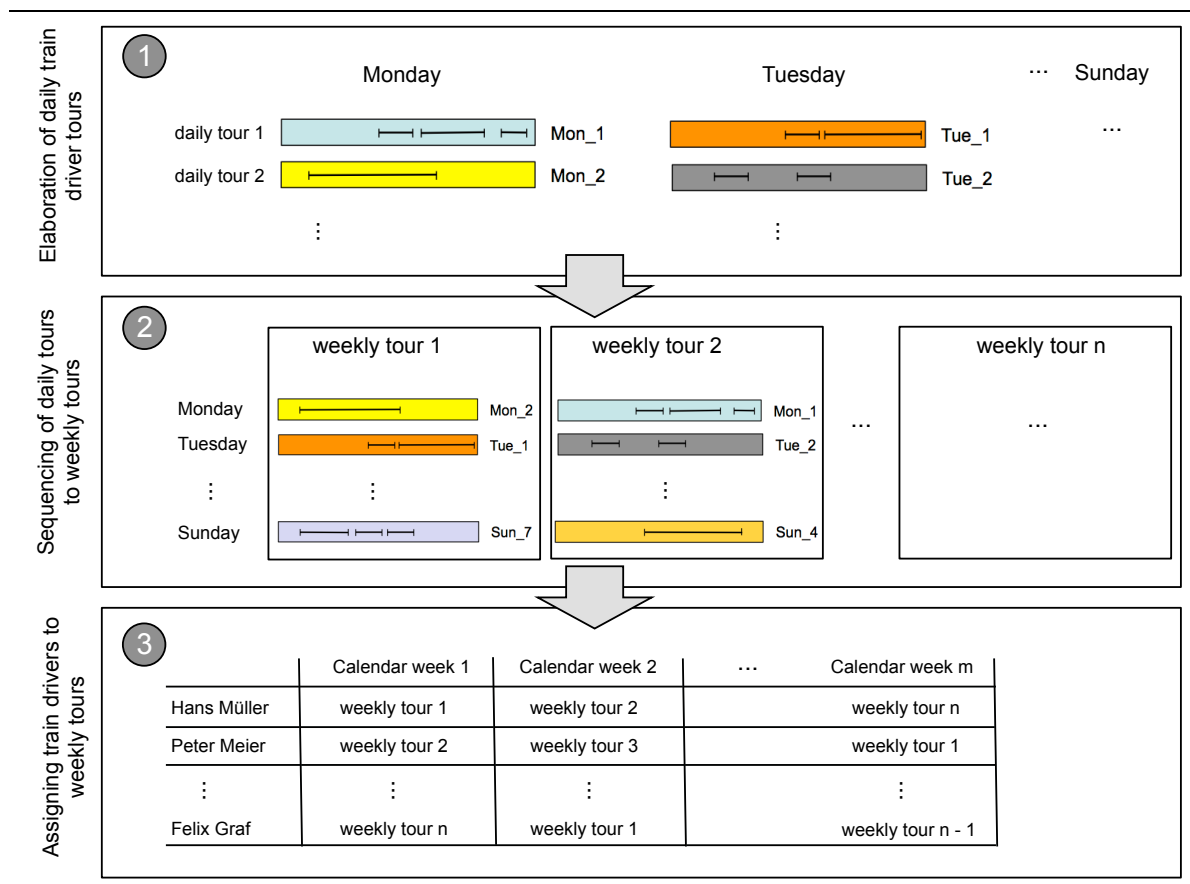 Elaboration of daily train
driver tours
1
Monday
Tuesday
... Sunday
daily tour 1
Mon_1
Tue_1
...
daily tour 2
Mon_2
Tue_2
⋮
⋮
Sequencing of daily tours
to weekly tours
2
weekly tour 1
weekly tour 2
weekly tour n
Monday
Mon_2
Mon_1
...
...
Tuesday
Tue_1
Tue_2
⋮
⋮
⋮
Sunday
Sun_7
Sun_4
Assigning train drivers to
weekly tours
3
Calendar week 1
Calendar week 2
...
Calendar week m
Hans Müller
weekly tour 1
weekly tour 2
weekly tour n
Peter Meier
weekly tour 2
weekly tour 3
weekly tour 1
⋮
⋮
⋮
⋮
Felix Graf
weekly tour n
weekly tour 1
weekly tour n - 1